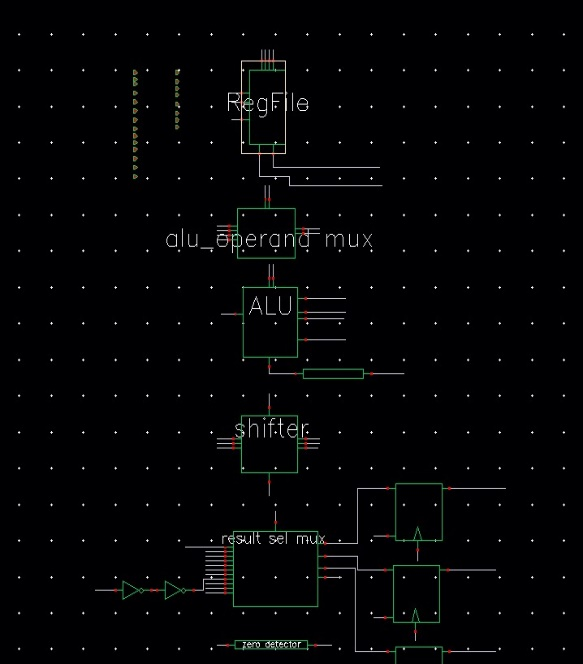 RegFile
alu_operand mux
ALU
shifter
result sel mux
zero detector